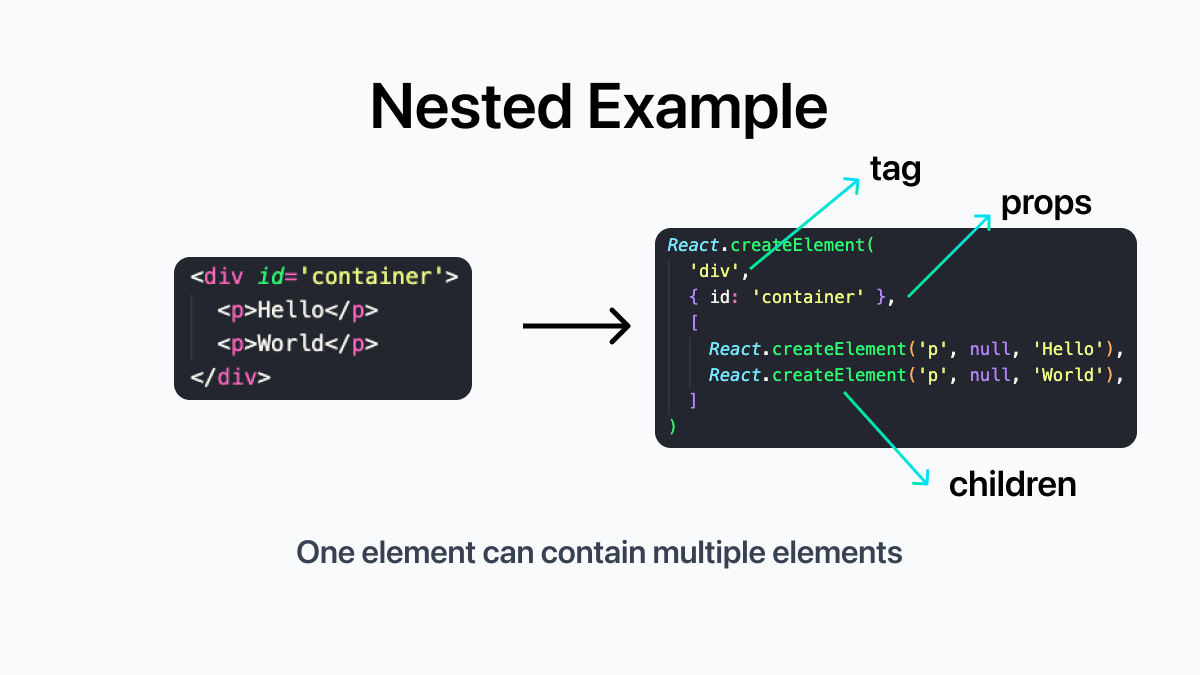 Nested Example
tag
props
<div id='container'>
<p>Hello</p>
<p>World</p>
</div>
React.createElement(
'div',
{ id: 'container' },
[
React.createElement('p', null, 'Hello'),
React.createElement('p', null, 'World'),
]
)
children
One element can contain multiple elements